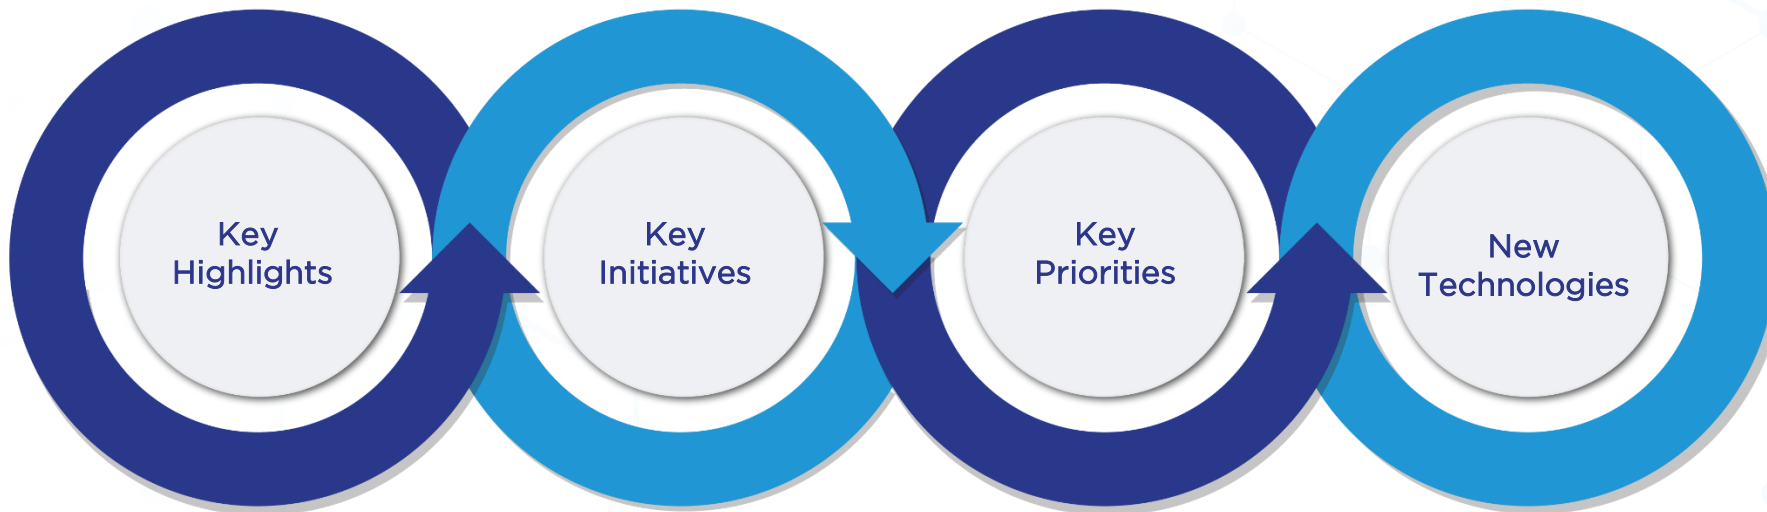 Key
Highlights
Key
Initiatives
Key
Priorities
New
Technologies